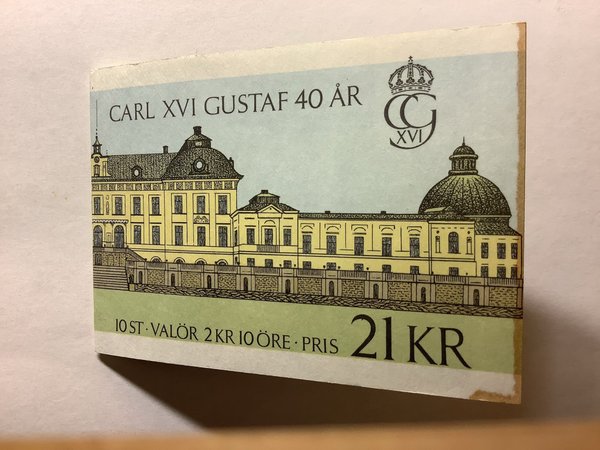 CARL XVI GUSTAF 40 ÅR
CG
XVI
10 ST · VALÖR 2 KR 10 ÖRE · PRIS 21 KR